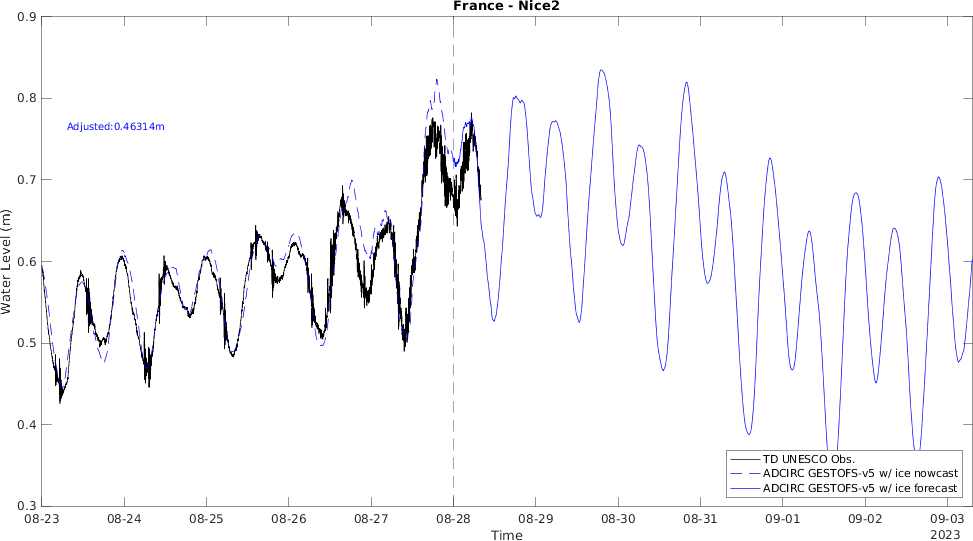 France - Nice2
0.9
0.8
0.7
0.6
0.5
0.4
0.3
Water Level (m)
Adjusted:0.46314m
TD UNESCO Obs.
ADCIRC GESTOFS-v5 w/ ice nowcast
ADCIRC GESTOFS-v5 w/ ice forecast
08-23 08-24 08-25 08-26 08-27 08-28 08-29 08-30 08-31 09-01 09-02 09-03
Time
2023